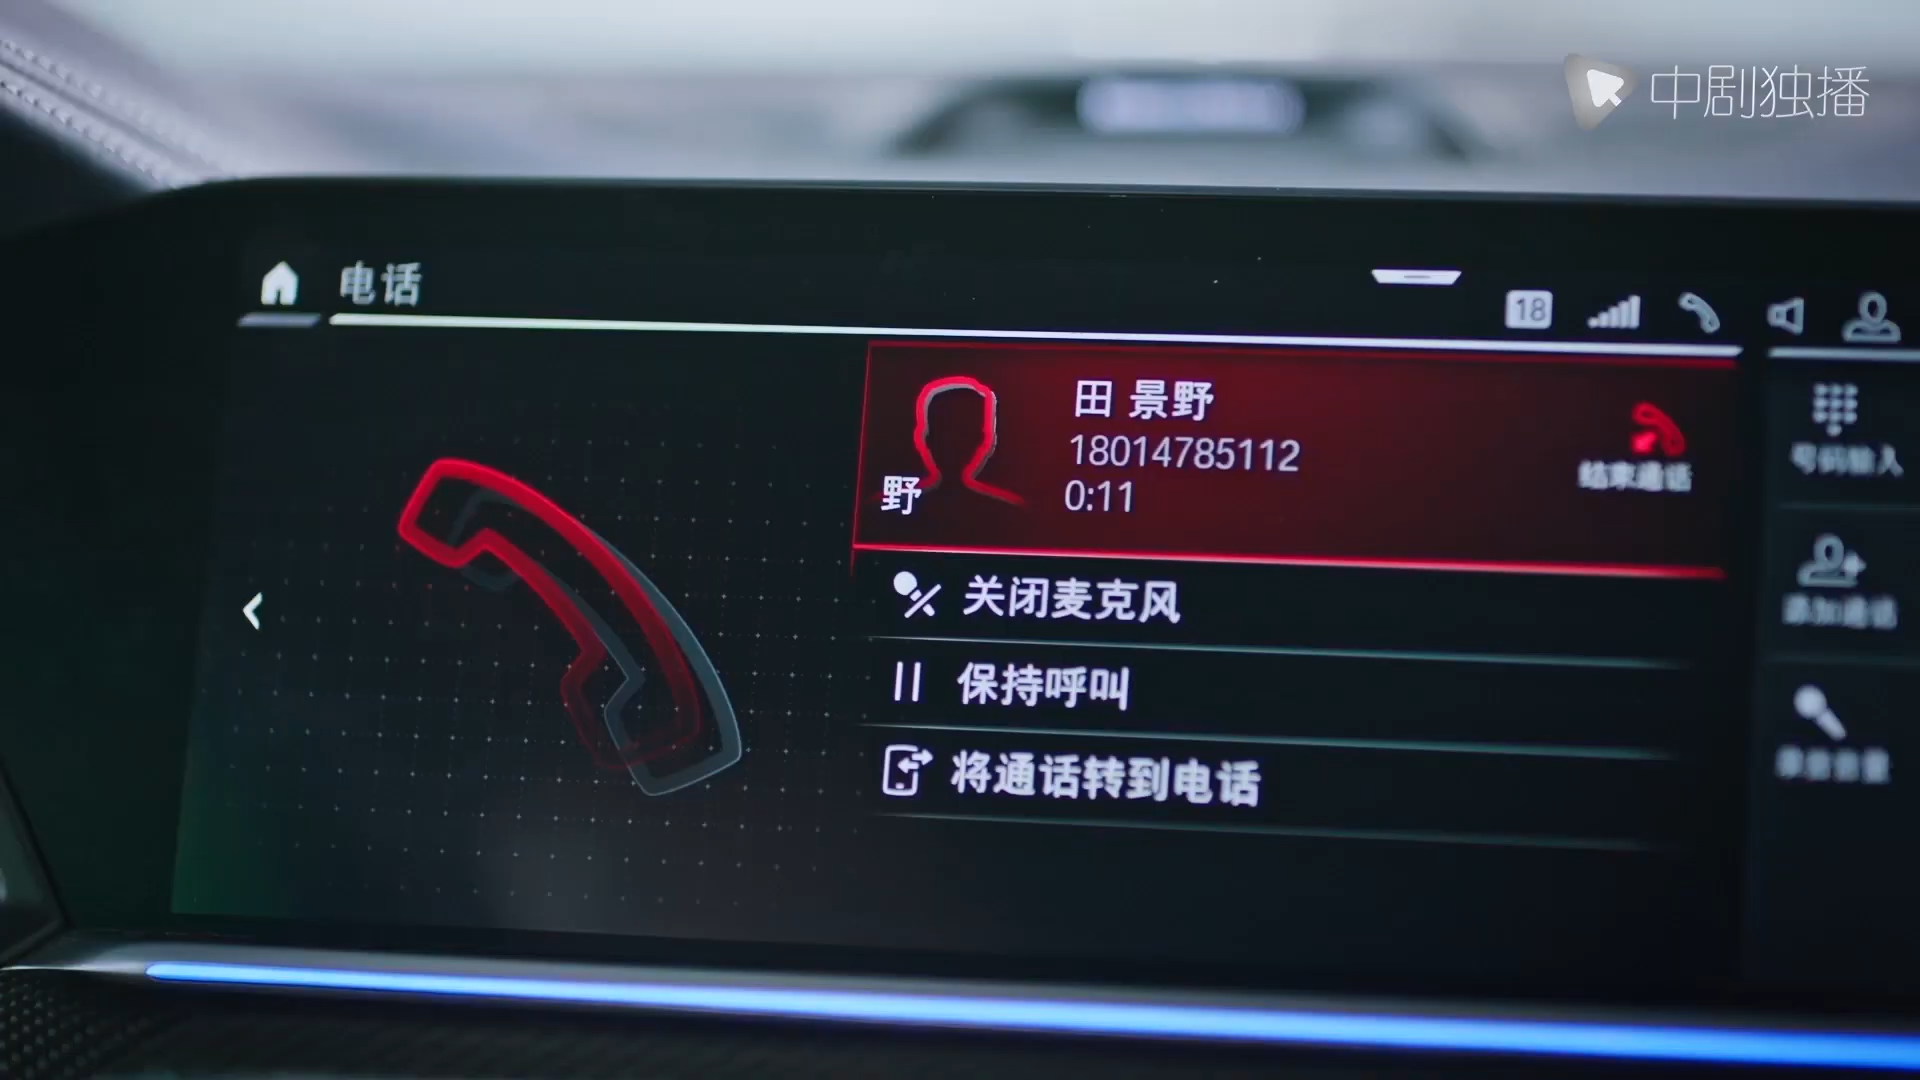 中剧独播
电话
18
田 景野
18014785112
0:11
野
结束通话
号码输入
关闭麦克风
添加通话
保持呼叫
将通话转到电话